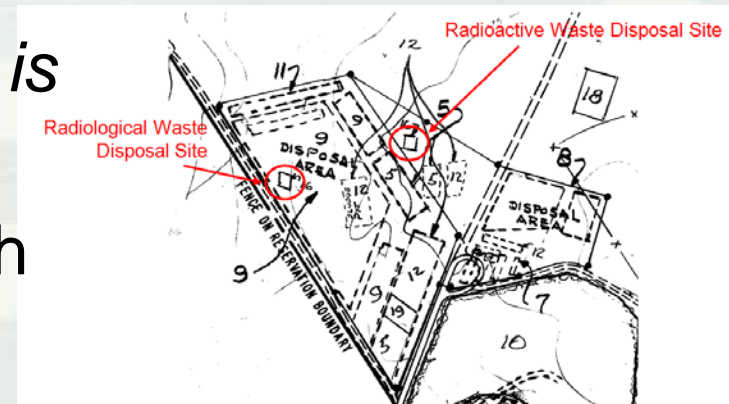 is
h
Radioactive Waste Disposal Site
Radiological Waste
Disposal Site
12
11
5
18
9
9
DISPOSAL
AREA
5
5
12
12
8
DISPOSAL
AREA
12
FENCE ON RESERVATION BOUNDARY
9
12
9
19
5
7
10